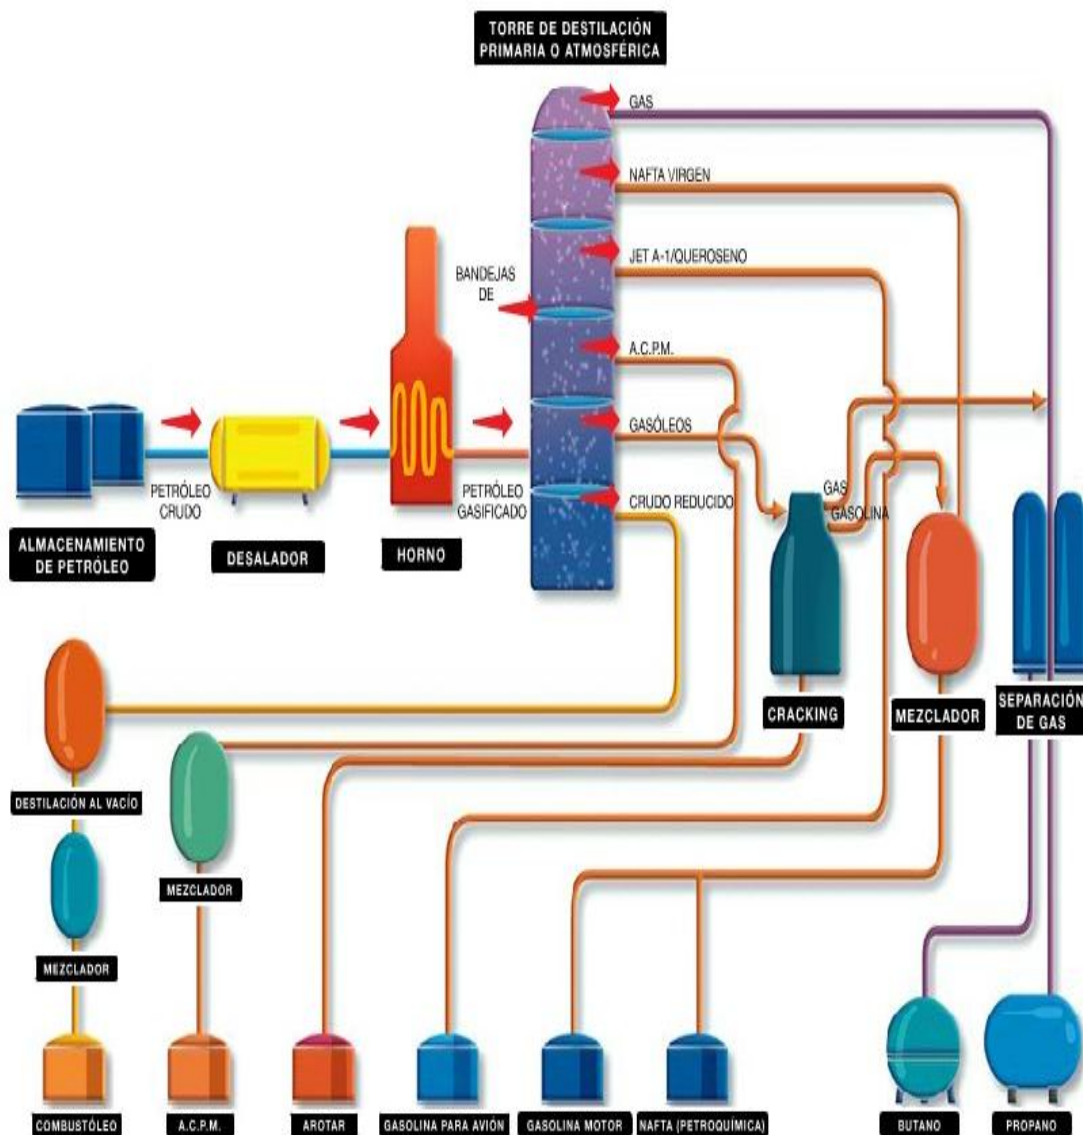 TORRE DE DESTILACIÓN
PRIMARIA O ATMOSFÉRICA
GAS
NAFTA VIRGEN
JET A-1/QUEROSENO
BANDEJAS
DE
A.C.P.M.
GASÓLEOS
CRUDO REDUCIDO
PETRÓLEO
CRUDO
PETRÓLEO
GASIFICADO
ALMACENAMIENTO
DE PETRÓLEO
DESALADOR
HORNO
GAS
GASOLINA
CRACKING
MEZCLADOR
SEPARACIÓN
DE GAS
DESTILACIÓN AL VACÍO
MEZCLADOR
MEZCLADOR
COMBUSTÓLEO
A.C.P.M.
AROTAR
GASOLINA PARA AVIÓN
GASOLINA MOTOR
NAFTA (PETROQUÍMICA)
BUTANO
PROPANO